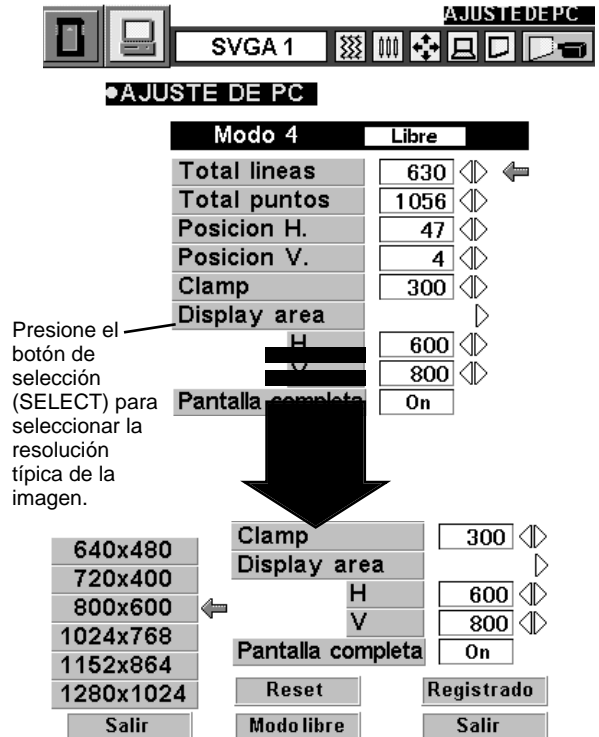 AJUSTE DE PC
SVGA 1
●AJUSTE DE PC
Modo 4 Libre
Total lineas 630
Total puntos 1056
Posicion H. 47
Posicion V. 4
Clamp 300
Display area
H 600
V 800
Pantalla completa On
Presione el
botón de
selección
(SELECT) para
seleccionar la
resolución
típica de la
imagen.
640x480
720x400
800x600
1024x768
1152x864
1280x1024
Salir
Clamp 300
Display area
H 600
V 800
Pantalla completa On
Reset Registrado
Modo libre Salir